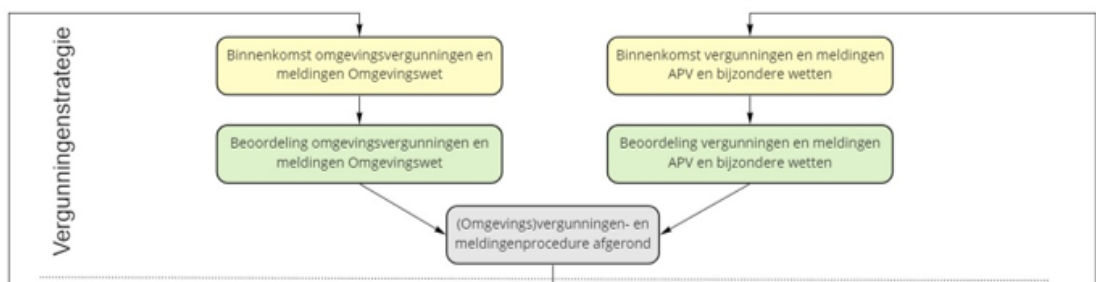 Vergunningenstrategie
Binnenkomst omgevingsvergunningen en
meldingen Omgevingswet
Binnenkomst vergunningen en meldingen
APV en bijzondere wetten
Beoordeling omgevingsvergunningen en
meldingen Omgevingswet
Beoordeling vergunningen en meldingen
APV en bijzondere wetten
(Omgevings)vergunningen- en
meldingenprocedure afgerond